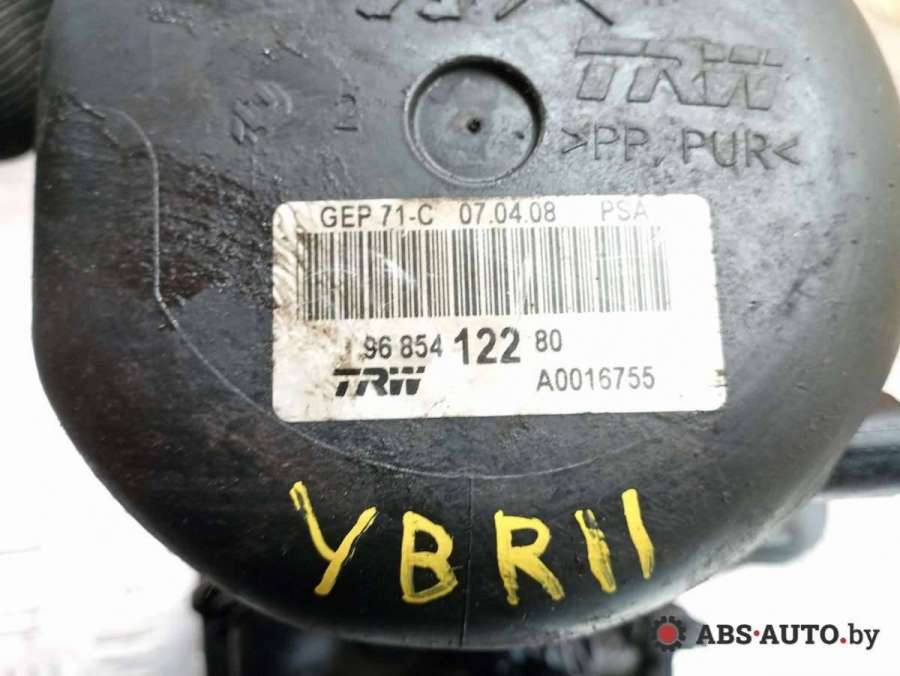 TRW
>PP, PUR<
GEP 71-C 07.04.08 PSA
96 854 122 80
TRW A0016755
YBR11
ABS-AUTO.by